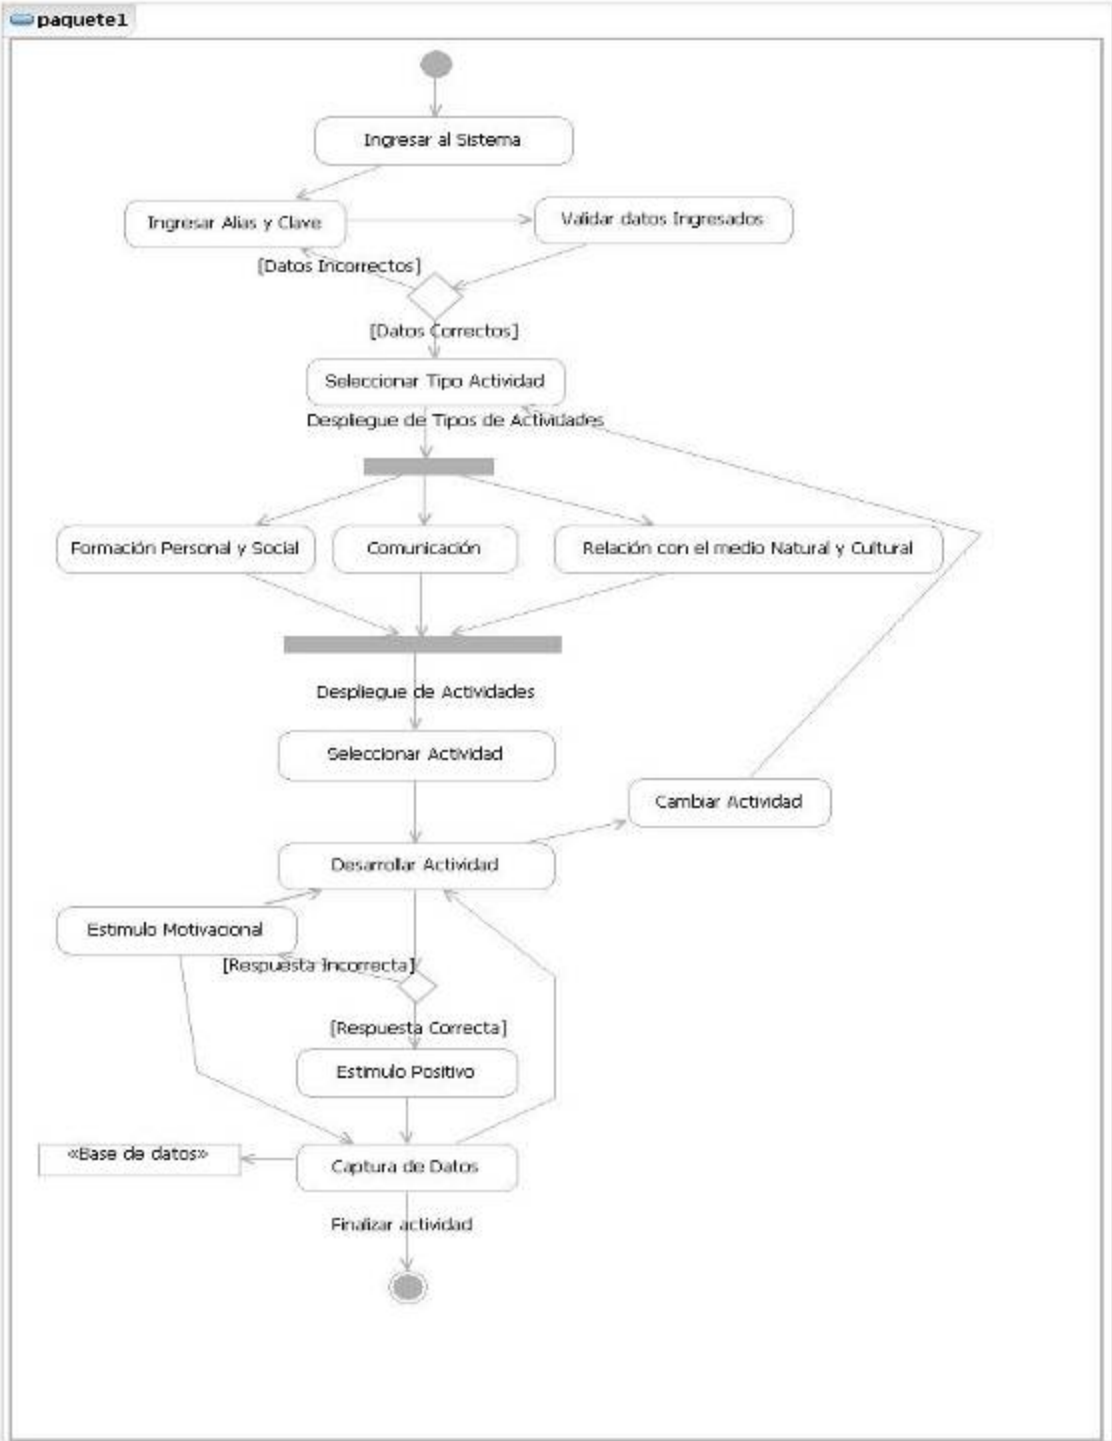 paquete1
Ingresar al Sistema
Ingresar Alias y Clave
Validar datos Ingresados
[Datos Incorrectos]
[Datos Correctos]
Seleccionar Tipo Actividad
Despliegue de Tipos de Actividades
Formación Personal y Social
Comunicación
Relación con el medio Natural y Cultural
Despliegue de Actividades
Seleccionar Actividad
Cambiar Actividad
Desarrollar Actividad
Estimulo Motivacional
[Respuesta Incorrecta]
[Respuesta Correcta]
Estimulo Positivo
«Base de datos»
Captura de Datos
Finalizar actividad